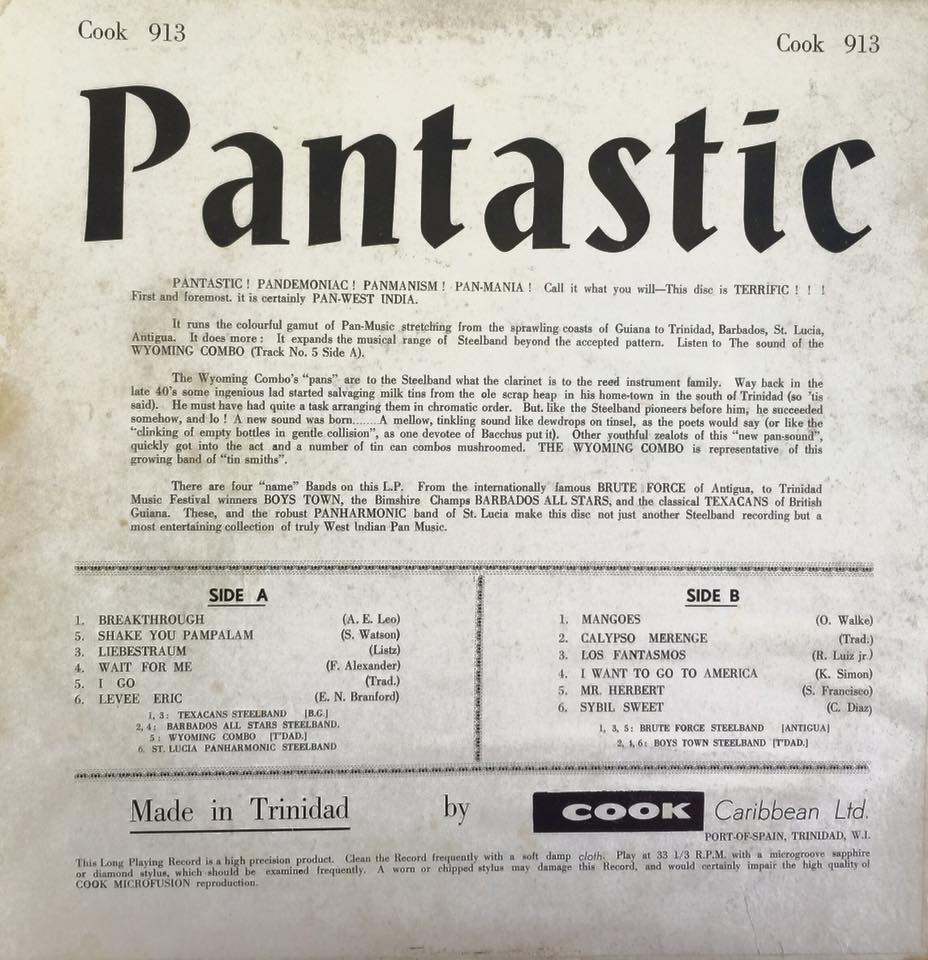 Cook 913
Cook 913
Pantastic
PANTASTIC ! PANDEMONIAC ! PANMANISM ! PAN-MANIA ! Call it what you will—This disc is TERRIFIC ! ! !
First and foremost. it is certainly PAN-WEST INDIA.
It runs the colourful gamut of Pan-Music stretching from the sprawling coasts of Guiana to Trinidad, Barbados, St. Lucia,
Antigua. It does more : It expands the musical range of Steelband beyond the accepted pattern. Listen to The sound of the
WYOMING COMBO (Track No. 5 Side A).
The Wyoming Combo's "pans" are to the Steelband what the clarinet is to the reed instrument family. Way back in the
late 40's some ingenious lad started salvaging milk tins from the ole scrap heap in his home-town in the south of Trinidad (so 'tis
said). He must have had quite a task arranging them in chromatic order. But. like the Steelband pioneers before him, he succeeded
somehow, and lo ! A new sound was born.......A mellow, tinkling sound like dewdrops on tinsel, as the poets would say (or like the
"clinking of empty bottles in gentle collision", as one devotee of Bacchus put it). Other youthful zealots of this "new pan-sound",
quickly got into the act and a number of tin can combos mushroomed. THE WYOMING COMBO is representative of this
growing band of "tin smiths".
There are four "name" Bands on this L.P. From the internationally famous BRUTE FORCE of Antigua, to Trinidad
Music Festival winners BOYS TOWN, the Bimshire Champs BARBADOS ALL STARS, and the classical TEXACANS of British
Guiana. These, and the robust PANHARMONIC band of St. Lucia make this disc not just another Steelband recording but a
most entertaining collection of truly West Indian Pan Music.
SIDE A
1. BREAKTHROUGH (A. E. Leo)
5. SHAKE YOU PAMPALAM (S. Watson)
3. LIEBESTRAUM (Listz)
4. WAIT FOR ME (F. Alexander)
5. I GO (Trad.)
6. LEVEE ERIC (E. N. Branford)
1, 3 : TEXACANS STEELBAND [B.G.]
2, 4 : BARBADOS ALL STARS STEELBAND.
5 : WYOMING COMBO [T'DAD.]
6. ST. LUCIA PANHARMONIC STEELBAND
SIDE B
1. MANGOES (O. Walke)
2. CALYPSO MERENGE (Trad.)
3. LOS FANTASMOS (R. Luiz jr.)
4. I WANT TO GO TO AMERICA (K. Simon)
5. MR. HERBERT (S. Francisco)
6. SYBIL SWEET (C. Diaz)
1, 3, 5 : BRUTE FORCE STEELBAND [ANTIGUA]
2, 4, 6 : BOYS TOWN STEELBAND [T'DAD.]
Made in Trinidad by COOK Caribbean Ltd.
PORT-OF-SPAIN, TRINIDAD, W.I.
This Long Playing Record is a high precision product. Clean the Record frequently with a soft damp cloth. Play at 33 1/3 R.P.M. with a microgroove sapphire
or diamond stylus, which should be examined frequently. A worn or chipped stylus may damage this Record, and would certainly impair the high quality of
COOK MICROFUSION reproduction.